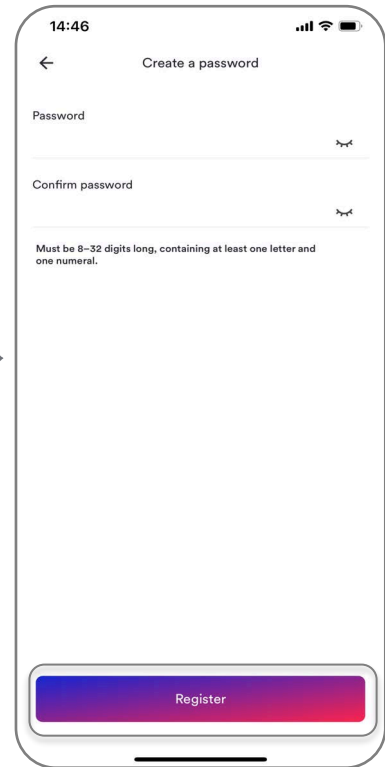 14:46
Create a password
Password
Confirm password
Must be 8–32 digits long, containing at least one letter and
one numeral.
Register